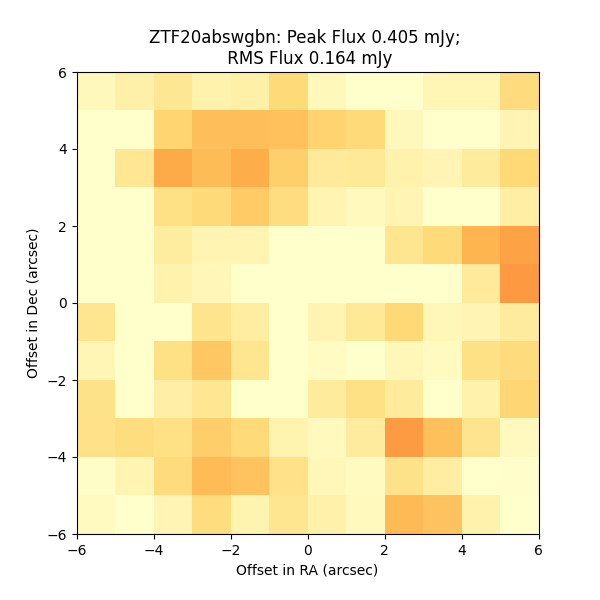 ZTF20abswgbn: Peak Flux 0.405 mJy;
RMS Flux 0.164 mJy
6
4
2
0
−2
−4
−6
Offset in Dec (arcsec)
−6 −4 −2 0 2 4 6
Offset in RA (arcsec)